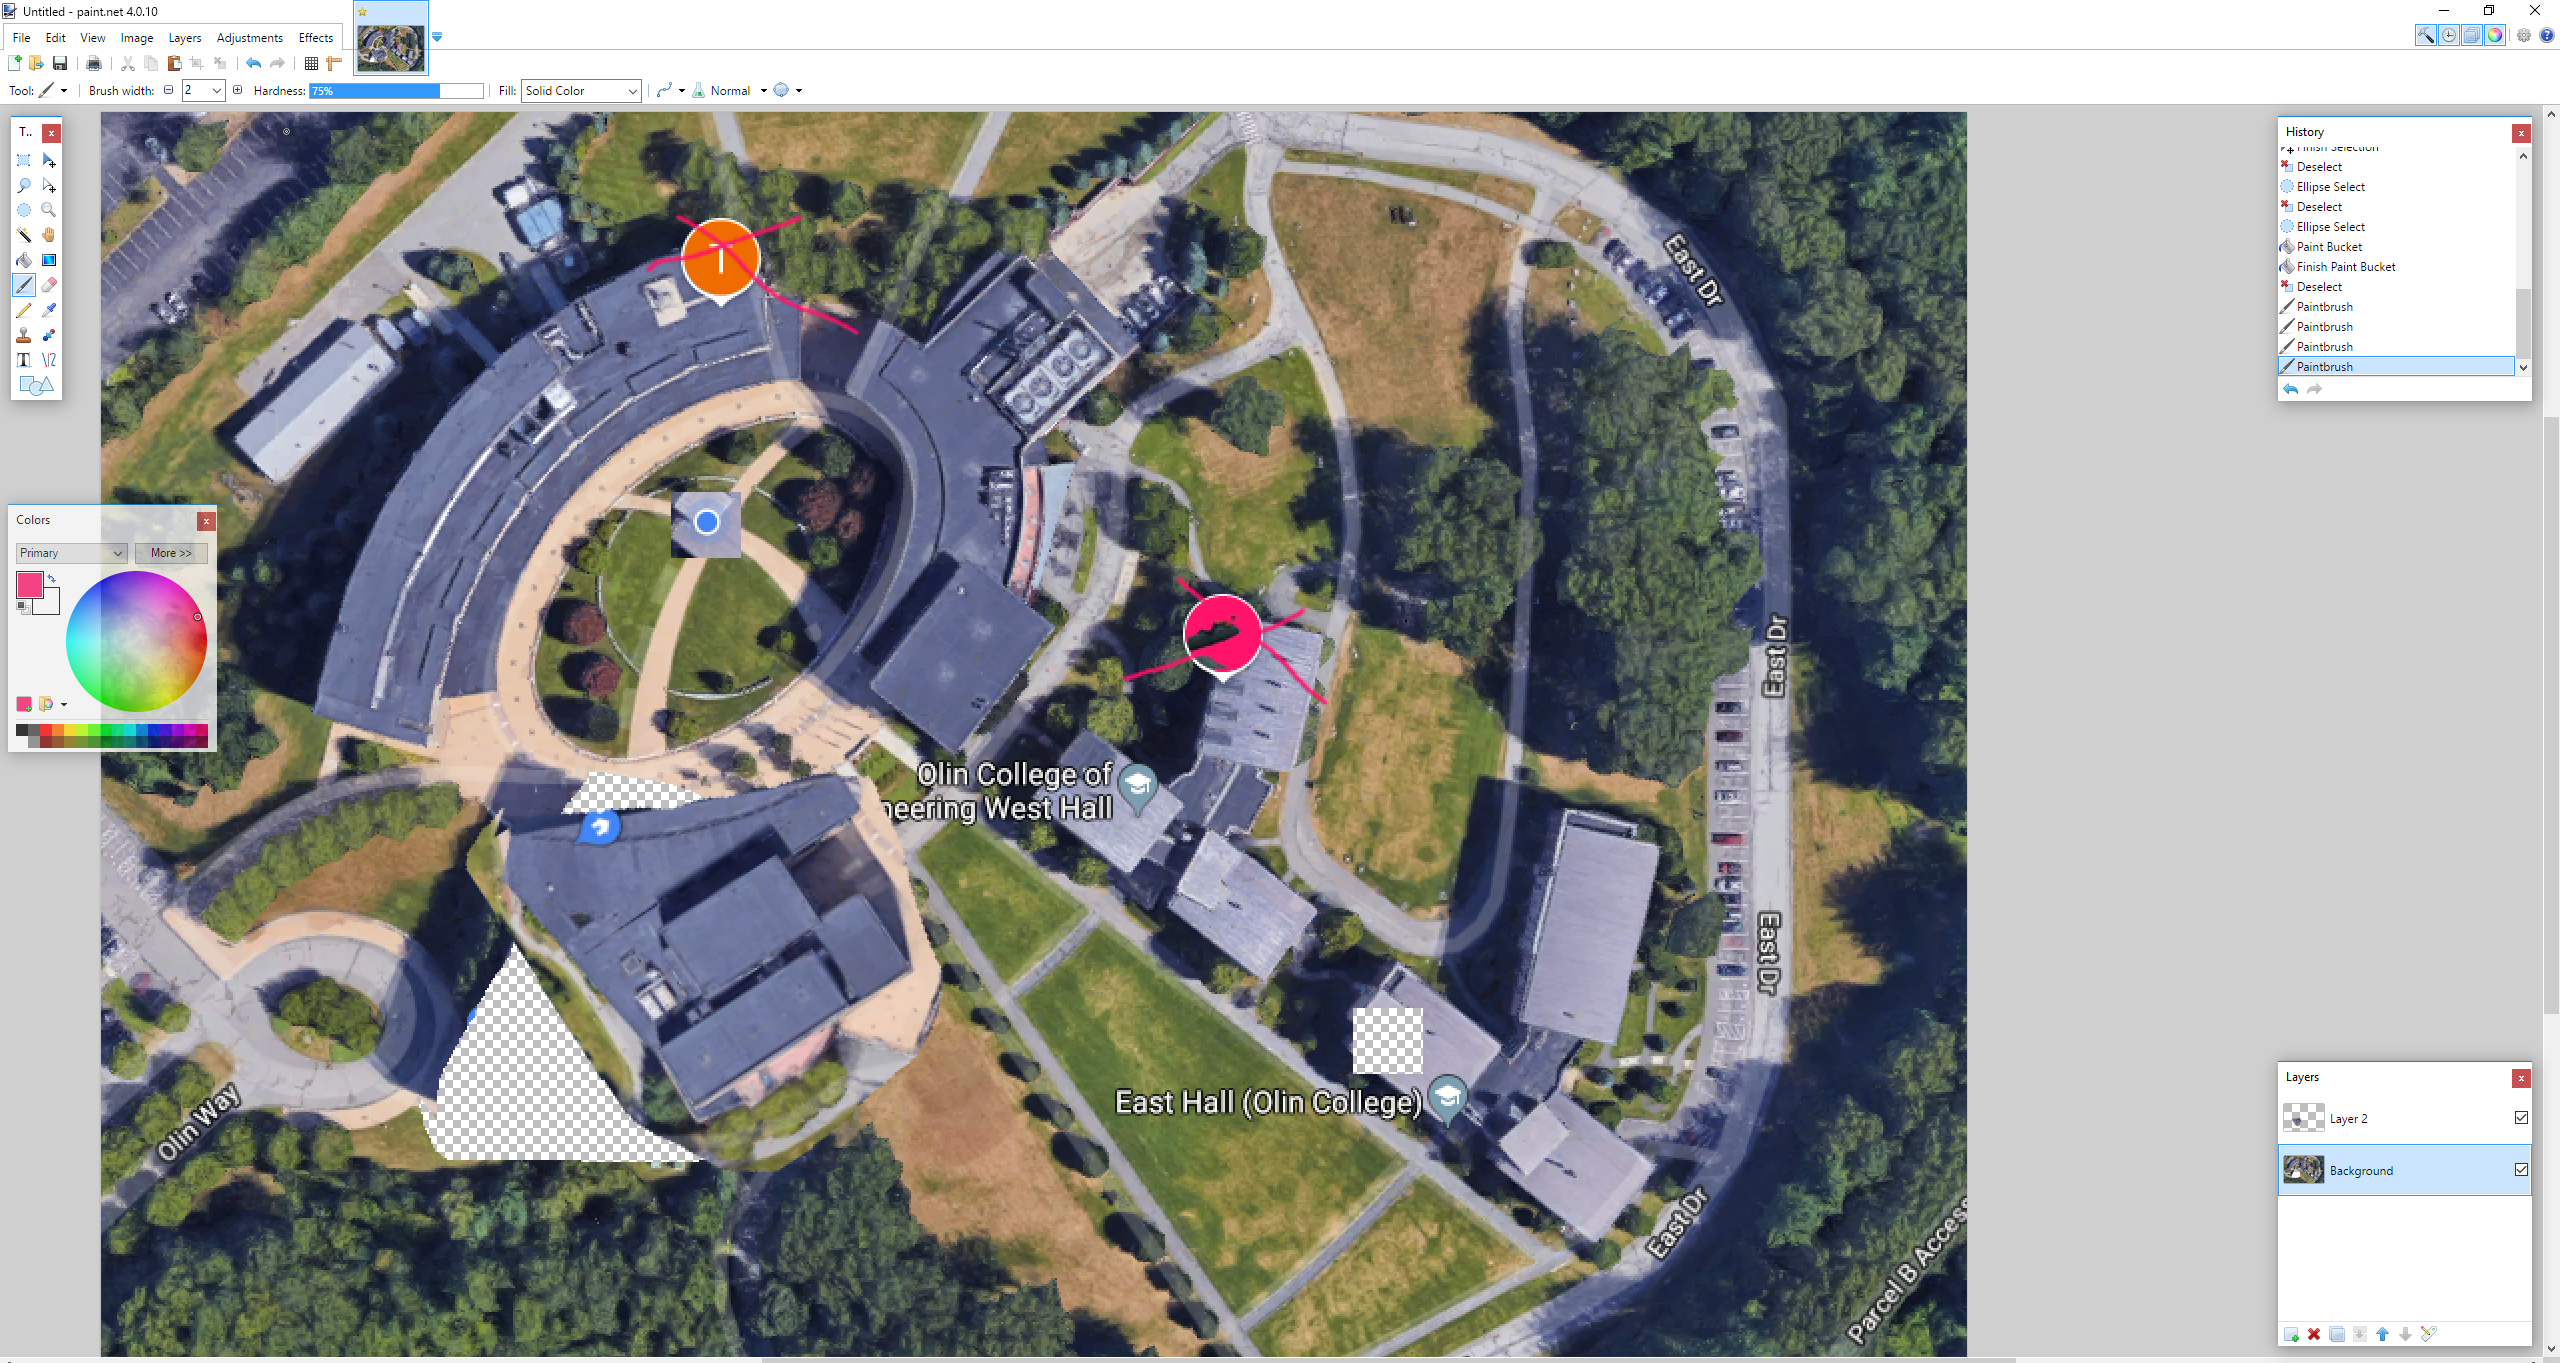 Untitled - paint.net 4.0.10
File Edit View Image Layers Adjustments Effects
Tool: Brush width: 2 Hardness: 75% Fill: Solid Color Normal
T..
History
Finish Selection
Deselect
Ellipse Select
Deselect
Ellipse Select
Paint Bucket
Finish Paint Bucket
Deselect
Paintbrush
Paintbrush
Paintbrush
Paintbrush
Colors
Primary More >>
T
East Dr
East Dr
Olin College of
neering West Hall
East Dr
East Hall (Olin College)
Olin Way
East Dr
Parcel B Access
Layers
Layer 2
Background